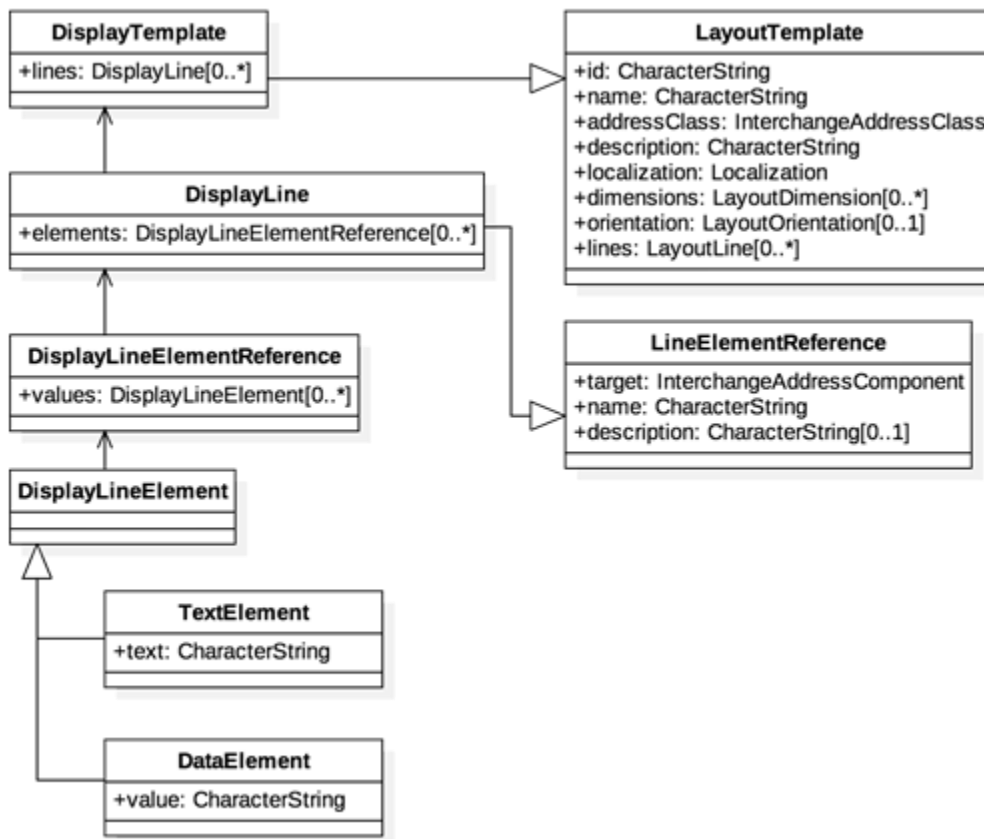 DisplayTemplate
+lines: DisplayLine[0..*]
LayoutTemplate
+id: CharacterString
+name: CharacterString
+addressClass: InterchangeAddressClass
+description: CharacterString
+localization: Localization
+dimensions: LayoutDimension[0..*]
+orientation: LayoutOrientation[0..1]
+lines: LayoutLine[0..*]
DisplayLine
+elements: DisplayLineElementReference[0..*]
DisplayLineElementReference
+values: DisplayLineElement[0..*]
LineElementReference
+target: InterchangeAddressComponent
+name: CharacterString
+description: CharacterString[0..1]
DisplayLineElement
TextElement
+text: CharacterString
DataElement
+value: CharacterString